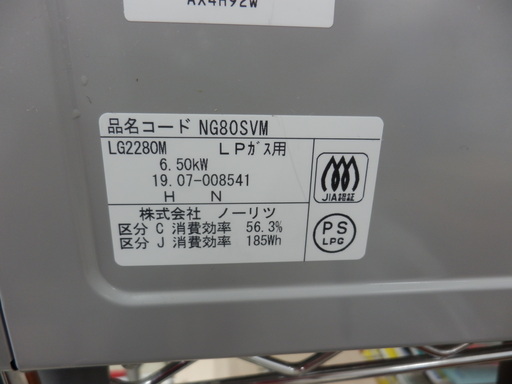 AX4H92W
品名コード NG80SVM
LG2280M LPガス用
6.50kW
19.07-008541
H N
株式会社 ノーリツ
区分 C 消費効率 56.3%
区分 J 消費効率 185Wh
JIA認証
PS
LPG